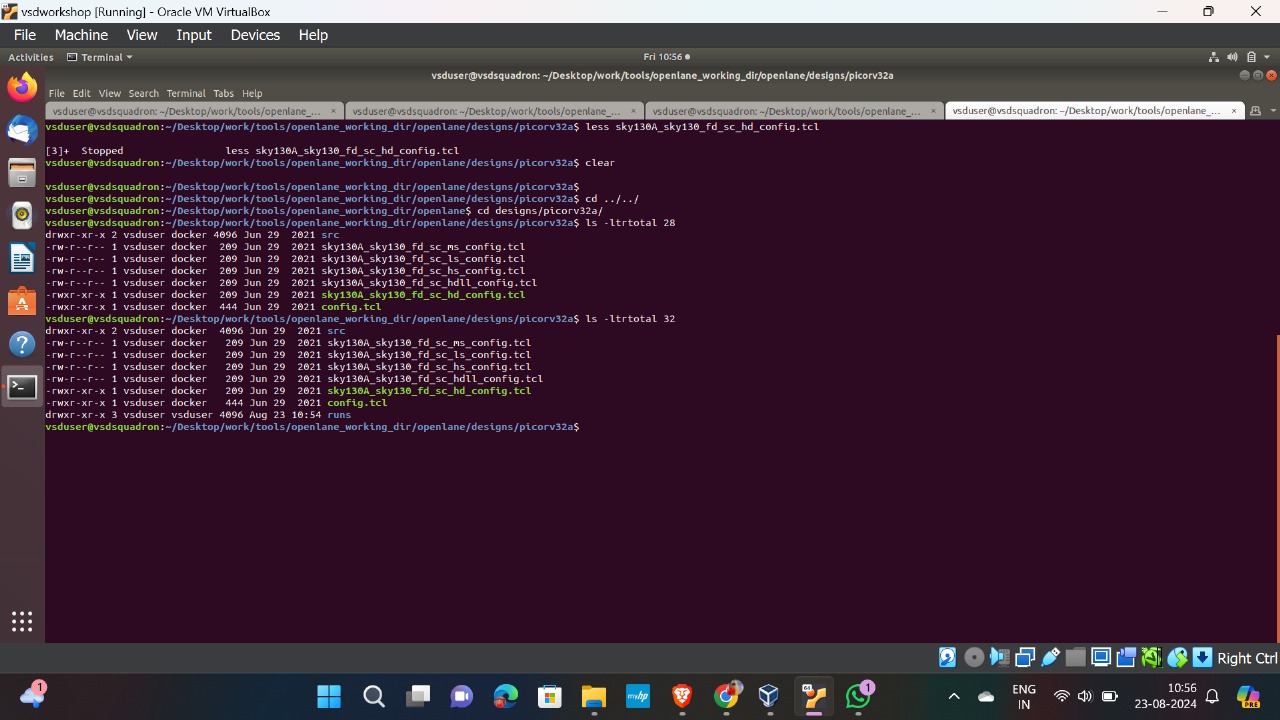 vsdworkshop [Running] - Oracle VM VirtualBox
File Machine View Input Devices Help
Activities Terminal Fri 10:56
vsduser@vsdsquadron: ~/Desktop/work/tools/openlane_working_dir/openlane/designs/picorv32a
File Edit View Search Terminal Tabs Help
vsduser@vsdsquadron: ~/Desktop/work/tools/openlane_... × vsduser@vsdsquadron: ~/Desktop/work/tools/openlane_... × vsduser@vsdsquadron: ~/Desktop/work/tools/openlane_... × vsduser@vsdsquadron: ~/Desktop/work/tools/openlane_... ×
vsduser@vsdsquadron:~/Desktop/work/tools/openlane_working_dir/openlane/designs/picorv32a$ less sky130A_sky130_fd_sc_hd_config.tcl
[3]+ Stopped less sky130A_sky130_fd_sc_hd_config.tcl
vsduser@vsdsquadron:~/Desktop/work/tools/openlane_working_dir/openlane/designs/picorv32a$ clear
vsduser@vsdsquadron:~/Desktop/work/tools/openlane_working_dir/openlane/designs/picorv32a$
vsduser@vsdsquadron:~/Desktop/work/tools/openlane_working_dir/openlane/designs/picorv32a$ cd ../../
vsduser@vsdsquadron:~/Desktop/work/tools/openlane_working_dir/openlane$ cd designs/picorv32a/
vsduser@vsdsquadron:~/Desktop/work/tools/openlane_working_dir/openlane/designs/picorv32a$ ls -ltrtotal 28
drwxr-xr-x 2 vsduser docker 4096 Jun 29 2021 src
-rw-r--r-- 1 vsduser docker 209 Jun 29 2021 sky130A_sky130_fd_sc_ms_config.tcl
-rw-r--r-- 1 vsduser docker 209 Jun 29 2021 sky130A_sky130_fd_sc_ls_config.tcl
-rw-r--r-- 1 vsduser docker 209 Jun 29 2021 sky130A_sky130_fd_sc_hs_config.tcl
-rw-r--r-- 1 vsduser docker 209 Jun 29 2021 sky130A_sky130_fd_sc_hdll_config.tcl
-rwxr-xr-x 1 vsduser docker 209 Jun 29 2021 sky130A_sky130_fd_sc_hd_config.tcl
-rwxr-xr-x 1 vsduser docker 444 Jun 29 2021 config.tcl
vsduser@vsdsquadron:~/Desktop/work/tools/openlane_working_dir/openlane/designs/picorv32a$ ls -ltrtotal 32
drwxr-xr-x 2 vsduser docker 4096 Jun 29 2021 src
-rw-r--r-- 1 vsduser docker 209 Jun 29 2021 sky130A_sky130_fd_sc_ms_config.tcl
-rw-r--r-- 1 vsduser docker 209 Jun 29 2021 sky130A_sky130_fd_sc_ls_config.tcl
-rw-r--r-- 1 vsduser docker 209 Jun 29 2021 sky130A_sky130_fd_sc_hs_config.tcl
-rw-r--r-- 1 vsduser docker 209 Jun 29 2021 sky130A_sky130_fd_sc_hdll_config.tcl
-rwxr-xr-x 1 vsduser docker 209 Jun 29 2021 sky130A_sky130_fd_sc_hd_config.tcl
-rwxr-xr-x 1 vsduser docker 444 Jun 29 2021 config.tcl
drwxr-xr-x 3 vsduser vsduser 4096 Aug 23 10:54 runs
vsduser@vsdsquadron:~/Desktop/work/tools/openlane_working_dir/openlane/designs/picorv32a$
Right Ctrl
1 myhp 64 1 ENG 10:56 PRE
IN 23-08-2024